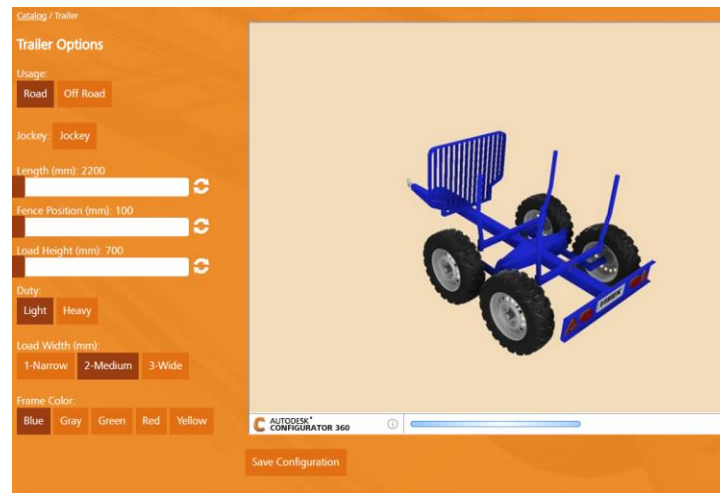 Catalog / Trailer
Trailer Options
Usage:
Road Off Road
Jockey: Jockey
Length (mm): 2200
Fence Position (mm): 100
Load Height (mm): 700
Duty:
Light Heavy
Load Width (mm):
1-Narrow 2-Medium 3-Wide
Frame Color:
Blue Gray Green Red Yellow
AUTODESK®
CONFIGURATOR 360
Save Configuration